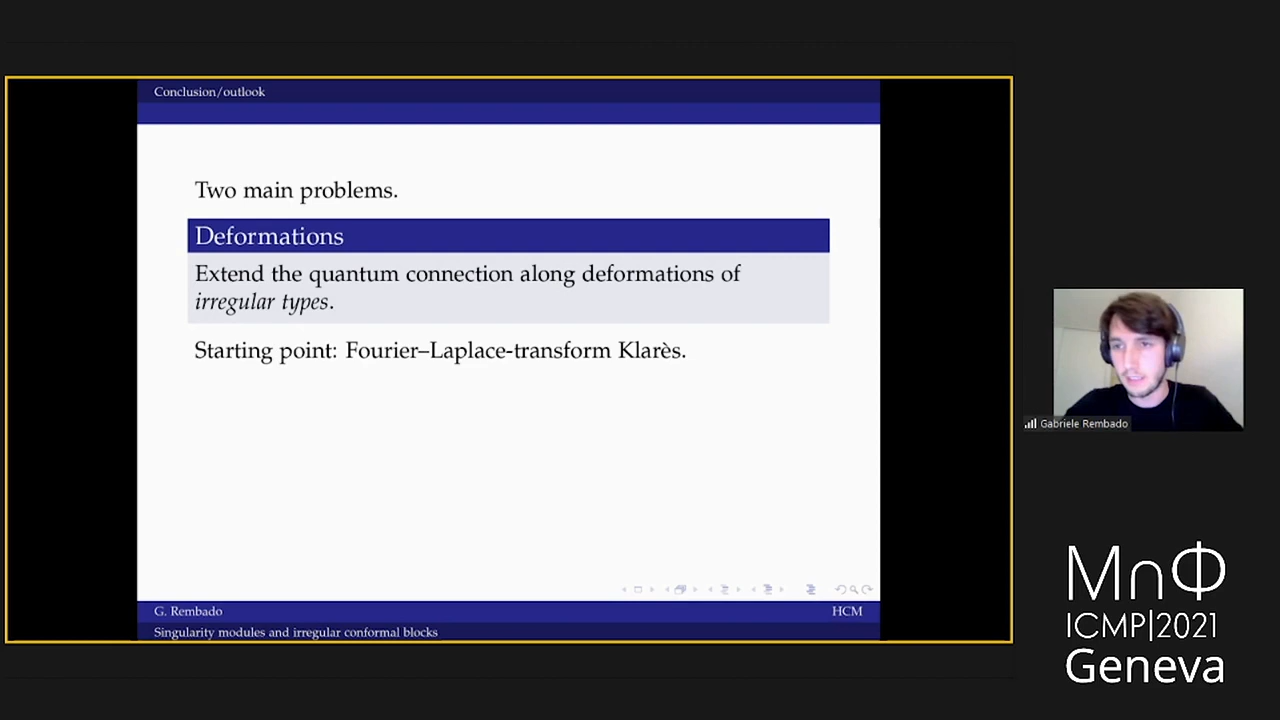 Conclusion/outlook
Two main problems.
Deformations
Extend the quantum connection along deformations of
irregular types.
Starting point: Fourier–Laplace-transform Klarès.
G. Rembado
HCM
Singularity modules and irregular conformal blocks
Gabriele Rembado
M∩Φ
ICMP|2021
Geneva